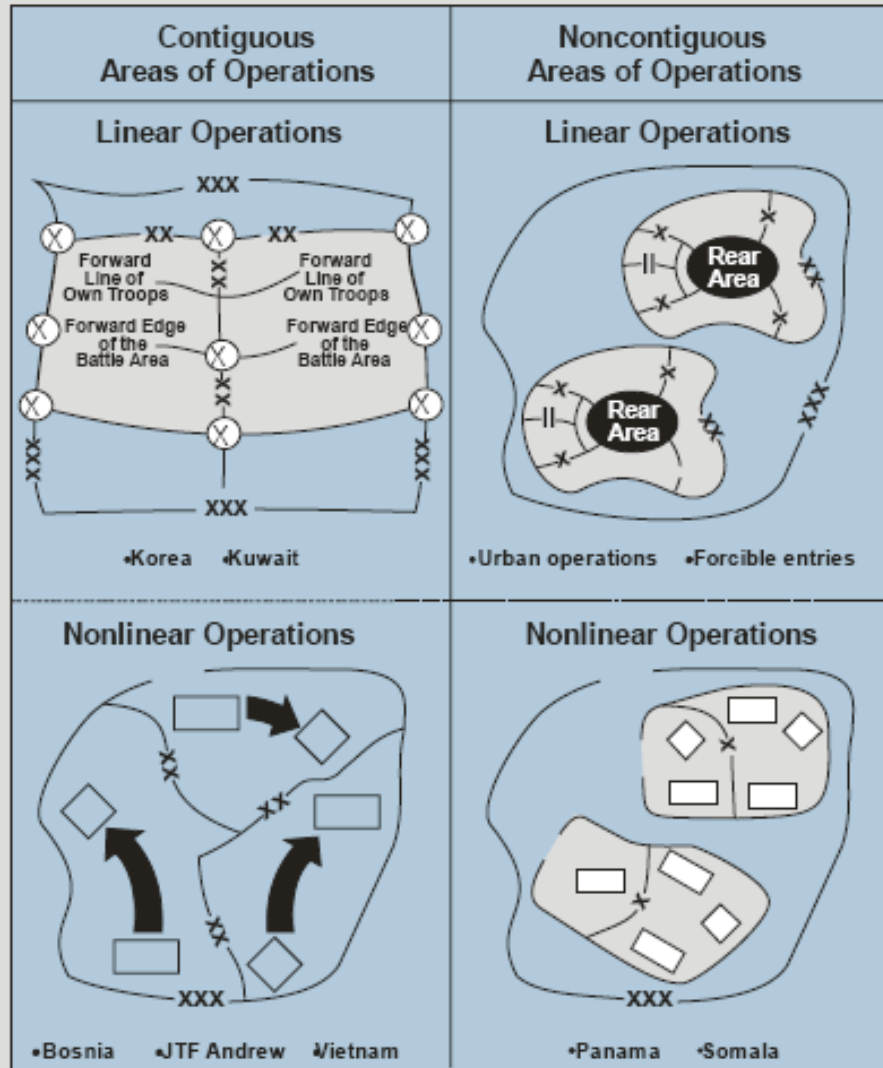 Contiguous
Areas of Operations
Noncontiguous
Areas of Operations
Linear Operations
XXX
XX
XX
Forward
Line of
Own Troops
Forward
Line of
Own Troops
XX
Forward Edge
of the
Battle Area
Forward Edge
of the
Battle Area
XX
XXX
XXX
XXX
X
X
X
X
X
X
X
X
X
•Korea •Kuwait
Linear Operations
X
X
Rear
Area
II
XX
X
X
X
X
Rear
Area
II
XX
X
XXX
•Urban operations •Forcible entries
Nonlinear Operations
XX
XX
XX
XXX
•Bosnia •JTF Andrew •Vietnam
Nonlinear Operations
X
X
XXX
•Panama •Somala